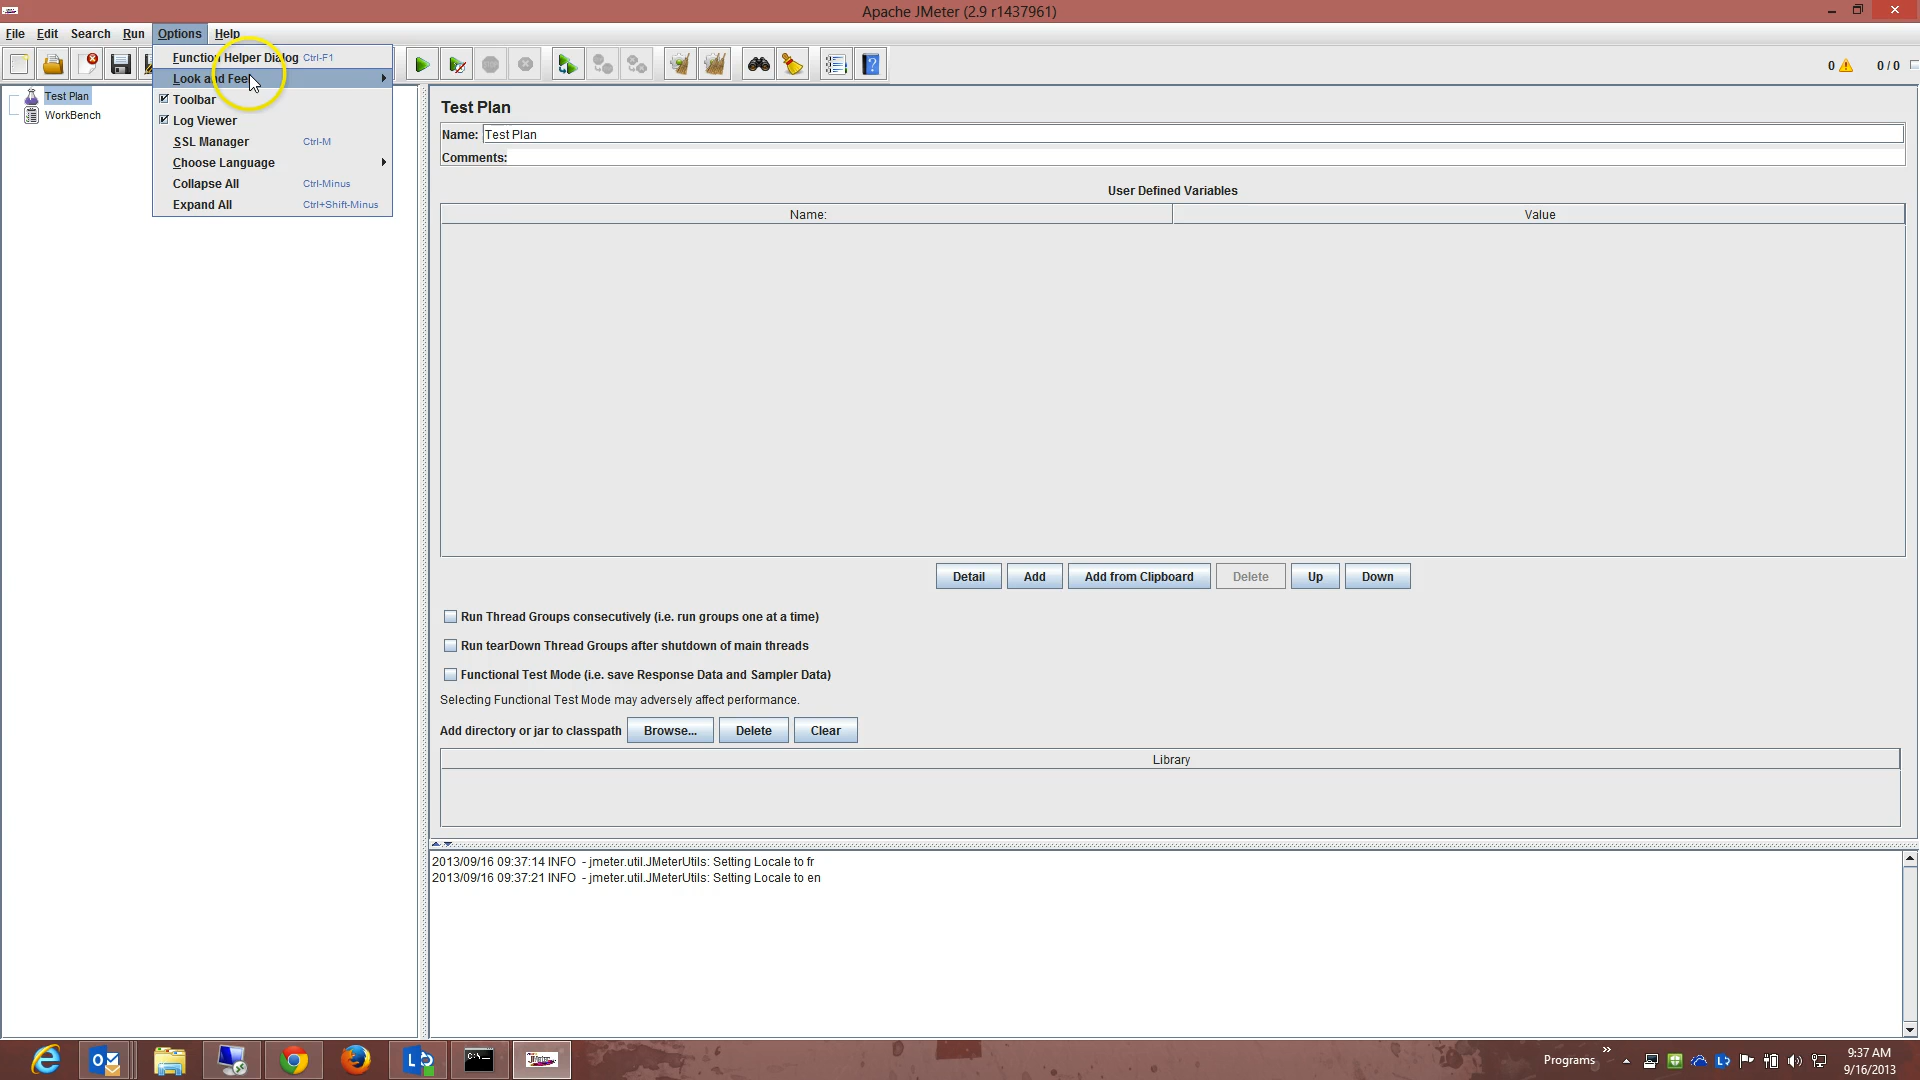 Apache JMeter (2.9 r1437961)
File Edit Search Run Options Help
Function Helper Dialog Ctrl-F1
Look and Feel
Toolbar
Log Viewer
SSL Manager Ctrl-M
Choose Language
Collapse All Ctrl-Minus
Expand All Ctrl+Shift-Minus
0 0 / 0
Test Plan
WorkBench
Test Plan
Name: Test Plan
Comments:
User Defined Variables
Name: Value
Detail Add Add from Clipboard Delete Up Down
Run Thread Groups consecutively (i.e. run groups one at a time)
Run tearDown Thread Groups after shutdown of main threads
Functional Test Mode (i.e. save Response Data and Sampler Data)
Selecting Functional Test Mode may adversely affect performance.
Add directory or jar to classpath Browse... Delete Clear
Library
2013/09/16 09:37:14 INFO - jmeter.util.JMeterUtils: Setting Locale to fr
2013/09/16 09:37:21 INFO - jmeter.util.JMeterUtils: Setting Locale to en
Programs
9:37 AM
9/16/2013